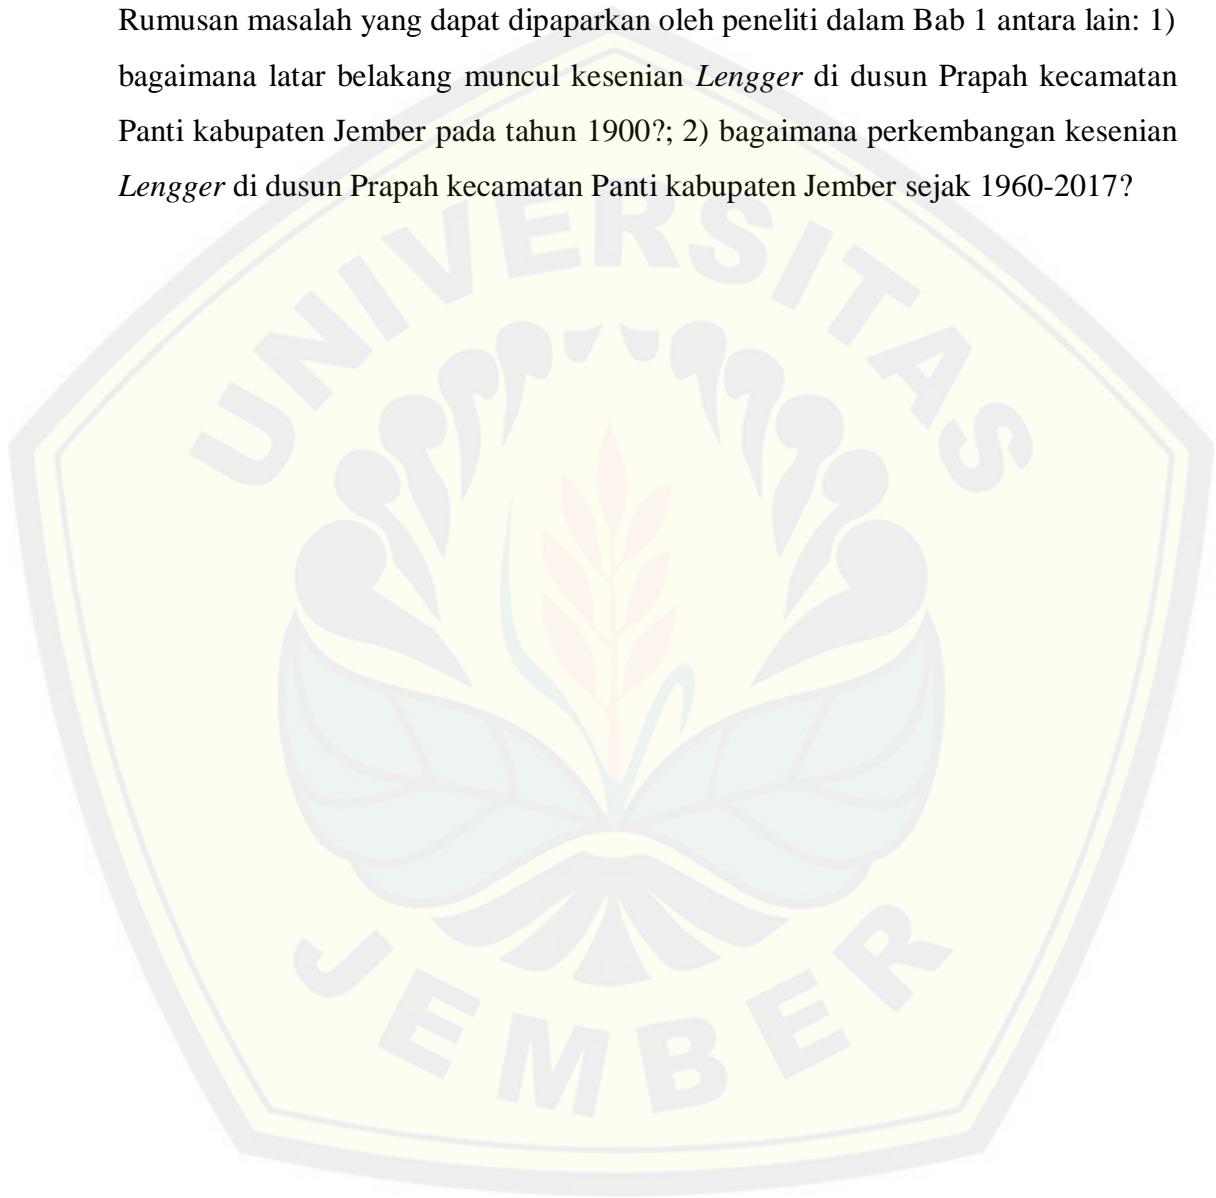 Rumusan masalah yang dapat dipaparkan oleh peneliti dalam Bab 1 antara lain: 1)
bagaimana latar belakang muncul kesenian Lengger di dusun Prapah kecamatan
Panti kabupaten Jember pada tahun 1900?; 2) bagaimana perkembangan kesenian
Lengger di dusun Prapah kecamatan Panti kabupaten Jember sejak 1960-2017?
UNIVERSITAS
JEMBER